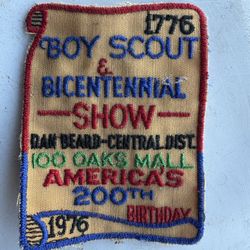 1776
BOY SCOUT
&
BICENTENNIAL
SHOW
DAN BEARD-CENTRAL DIST.
100 OAKS MALL
AMERICA'S
200TH
BIRTHDAY
1976